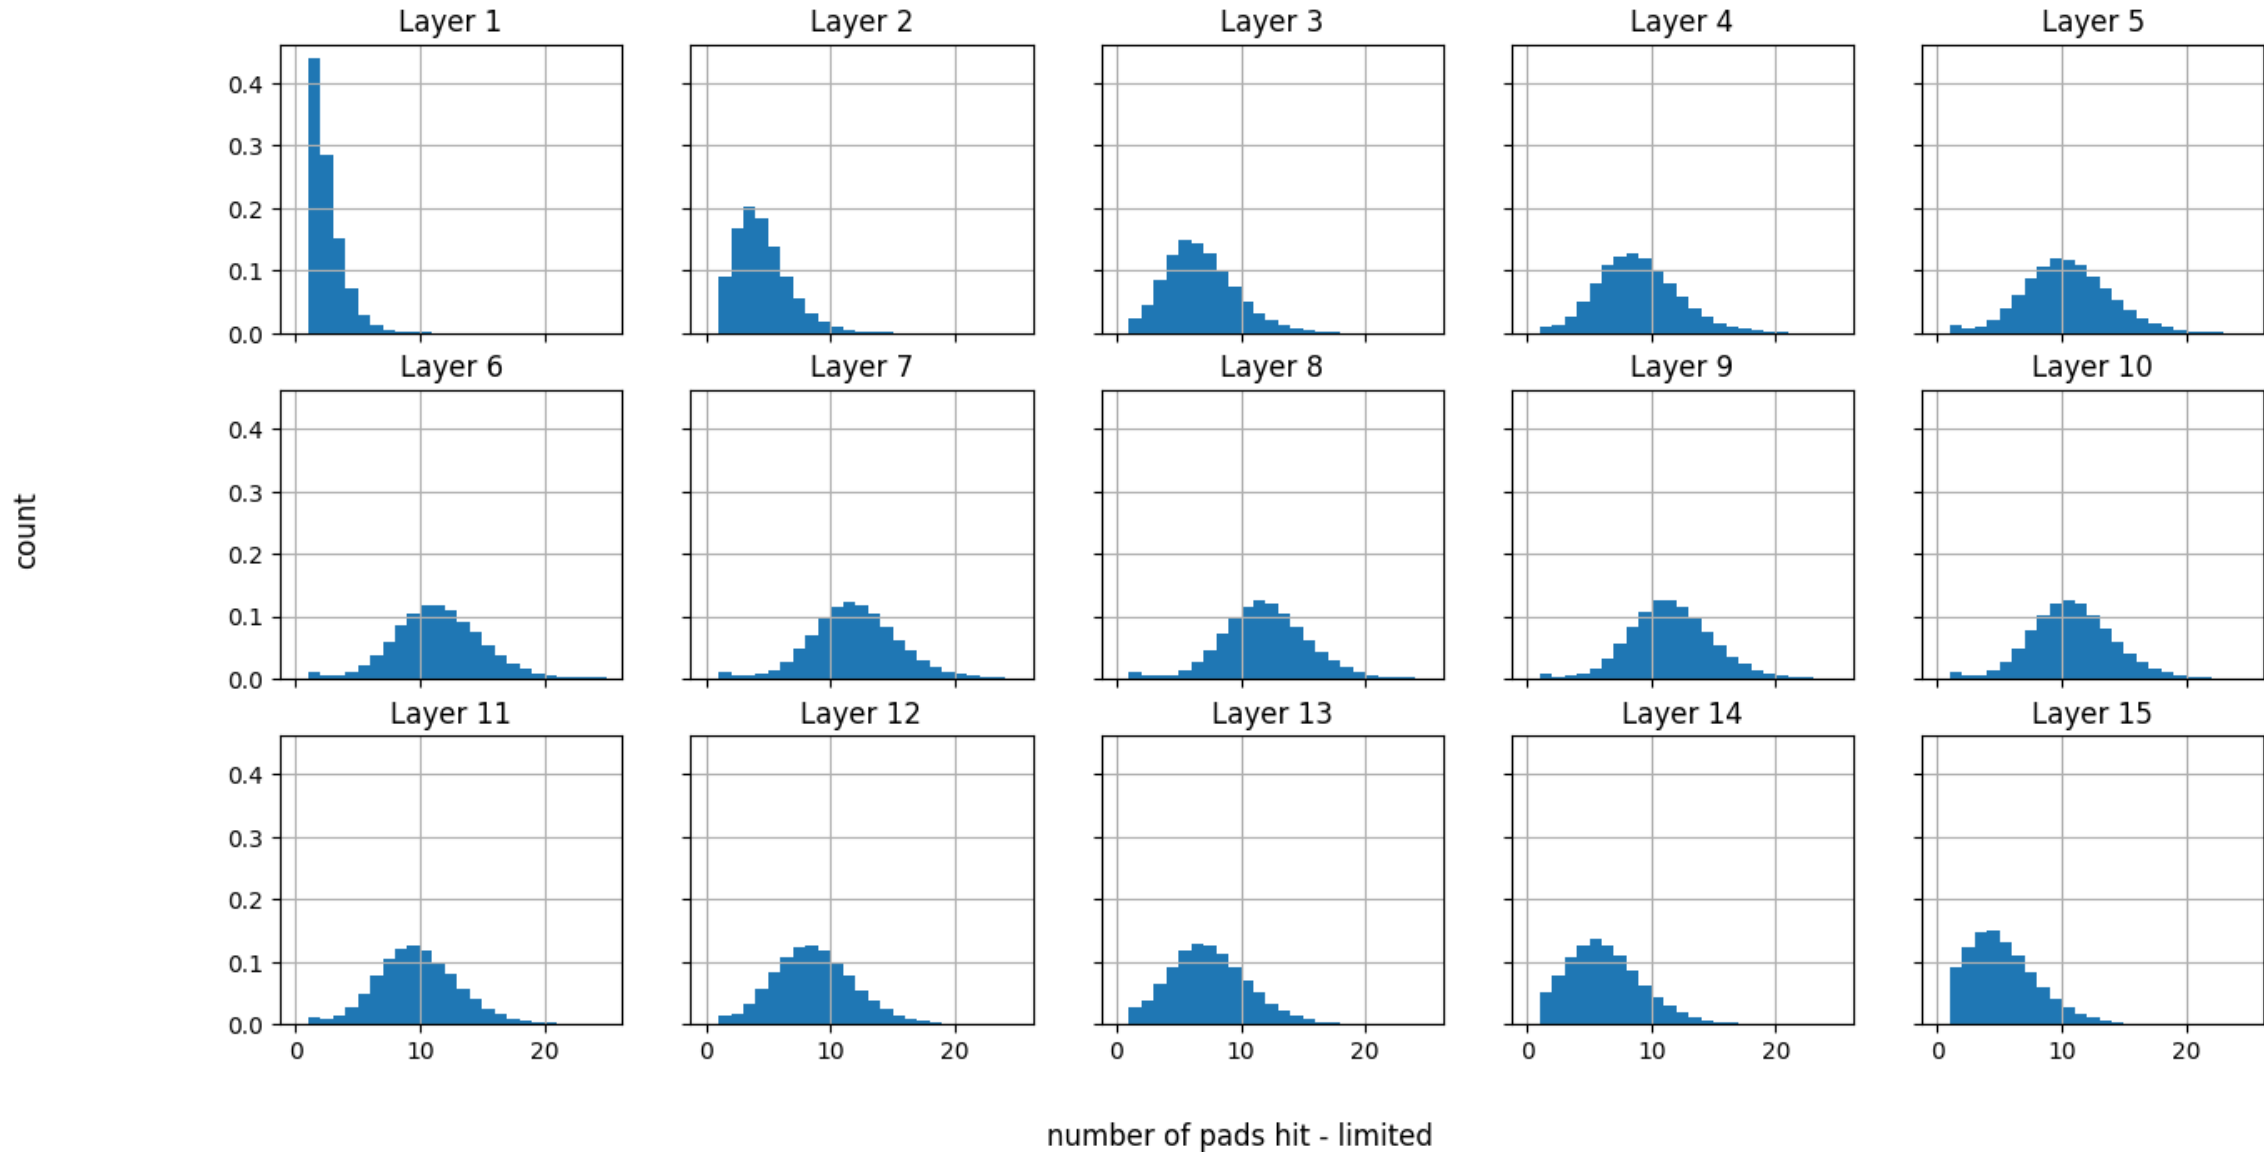 Layer 1 Layer 2 Layer 3 Layer 4 Layer 5
0.4
0.3
0.2
0.1
0.0
Layer 6 Layer 7 Layer 8 Layer 9 Layer 10
0.4
0.3
0.2
0.1
0.0
count
Layer 11 Layer 12 Layer 13 Layer 14 Layer 15
0.4
0.3
0.2
0.1
0.0
0 10 20 0 10 20 0 10 20 0 10 20 0 10 20
number of pads hit - limited